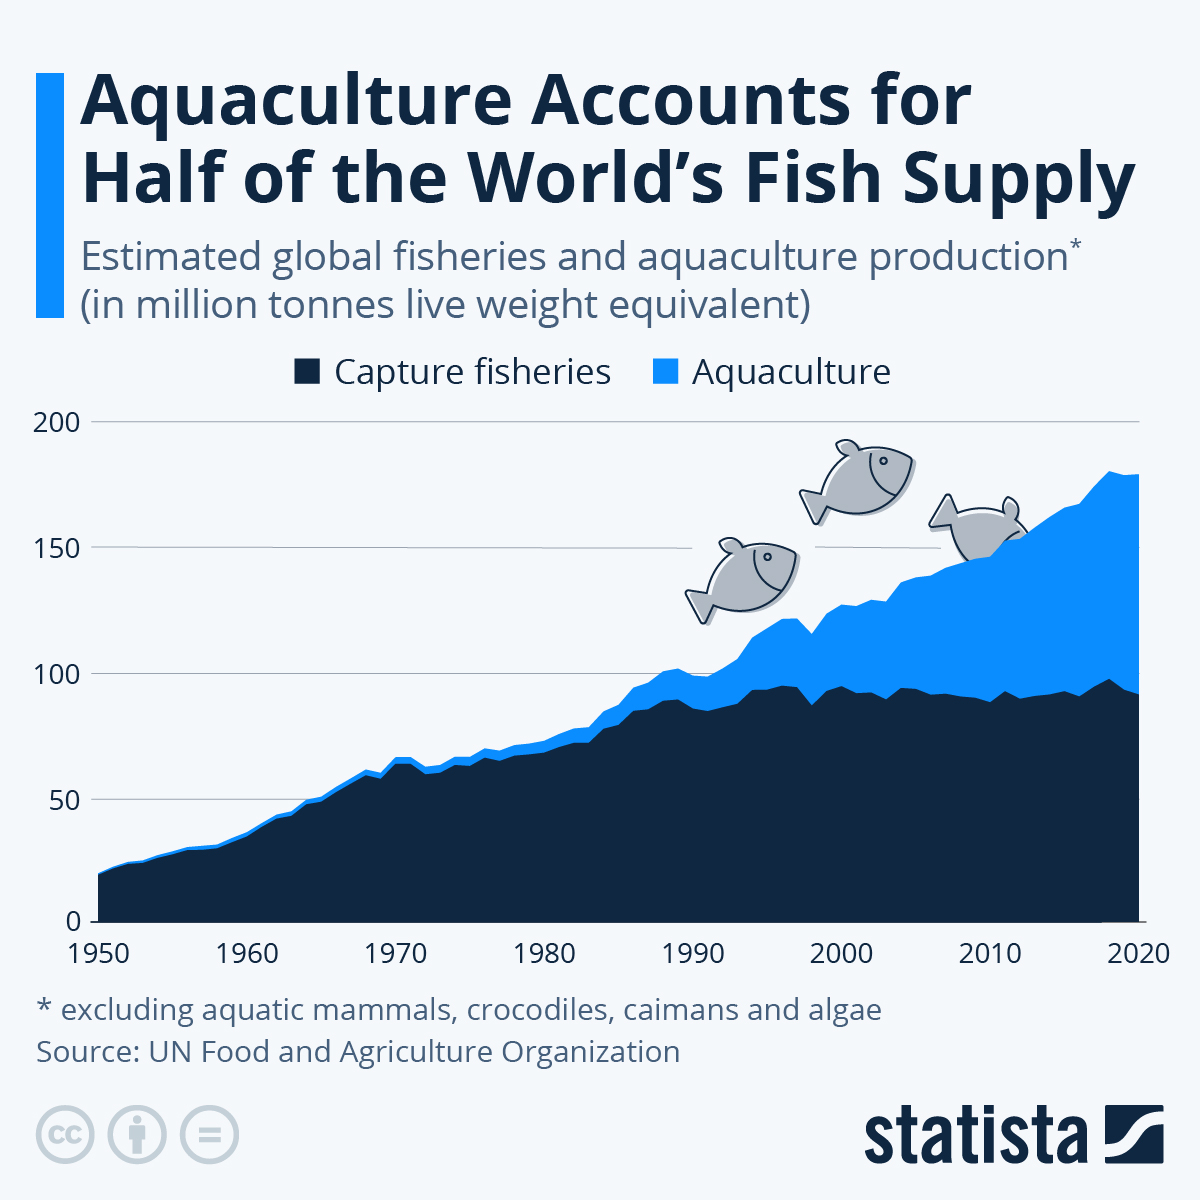 Aquaculture Accounts for
Half of the World’s Fish Supply
Estimated global fisheries and aquaculture production*
(in million tonnes live weight equivalent)
Capture fisheries Aquaculture
200
150
100
50
0
1950 1960 1970 1980 1990 2000 2010 2020
* excluding aquatic mammals, crocodiles, caimans and algae
Source: UN Food and Agriculture Organization
cc
statista